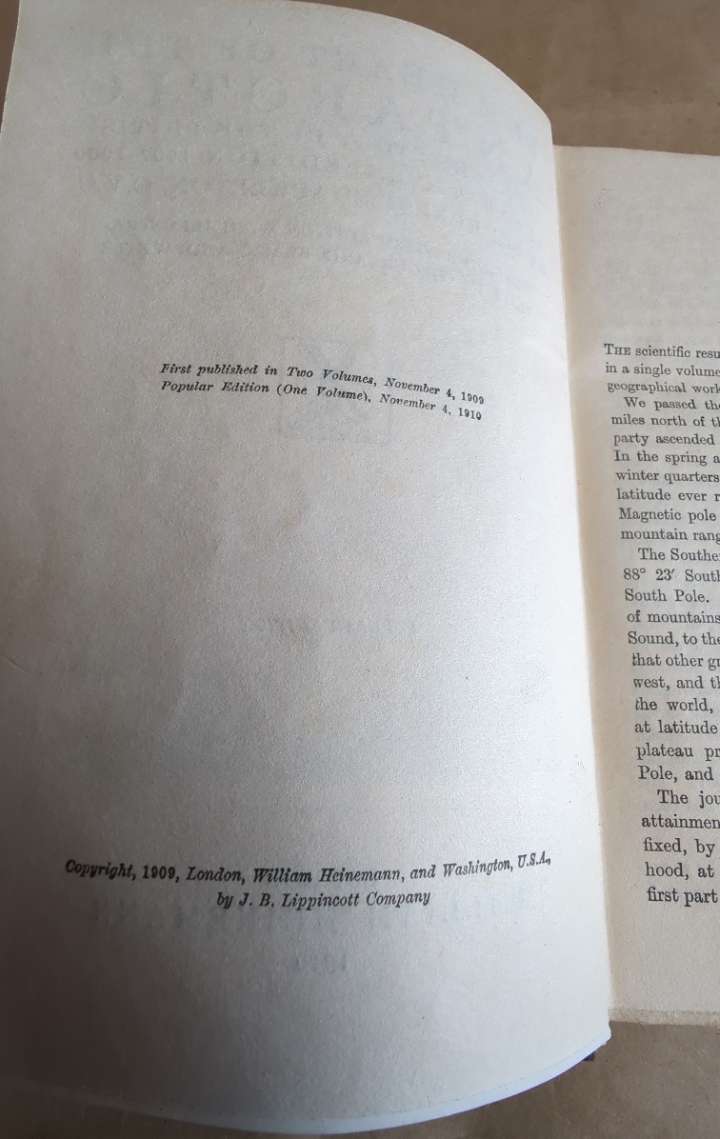 First published in Two Volumes, November 4, 1909
Popular Edition (One Volume), November 4, 1910
Copyright, 1909, London, William Heinemann, and Washington, U.S.A.,
by J. B. Lippincott Company
THE scientific resu
in a single volume
geographical work
We passed the
miles north of th
party ascended
In the spring a
winter quarters
latitude ever r
Magnetic pole
mountain rang
The Souther
88° 23′ South
South Pole.
of mountains
Sound, to the
that other gr
west, and th
the world,
at latitude
plateau pr
Pole, and
The jou
attainmen
fixed, by
hood, at
first part